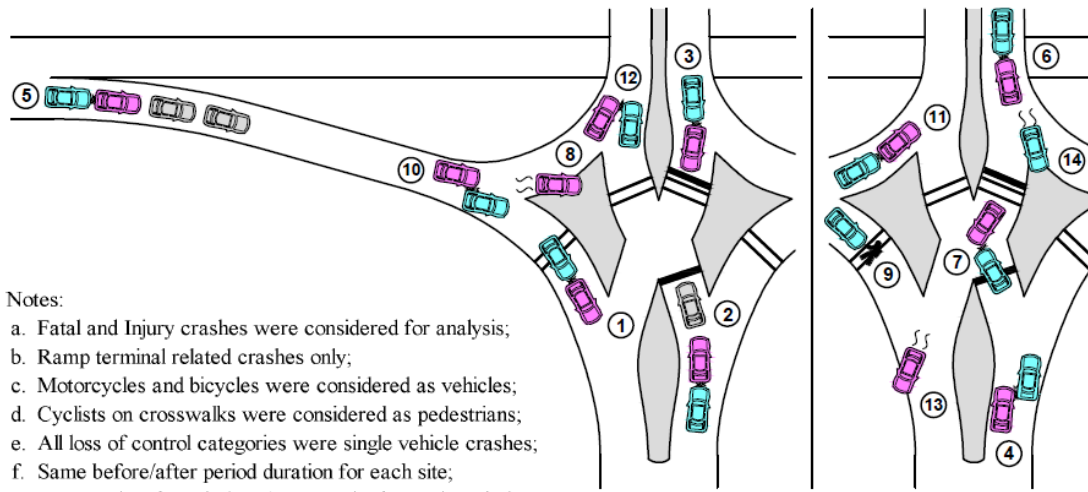 3
6
12
5
11
8
14
10
7
9
Notes:
1
2
a. Fatal and Injury crashes were considered for analysis;
b. Ramp terminal related crashes only;
c. Motorcycles and bicycles were considered as vehicles;
13
d. Cyclists on crosswalks were considered as pedestrians;
4
e. All loss of control categories were single vehicle crashes;
f. Same before/after period duration for each site;